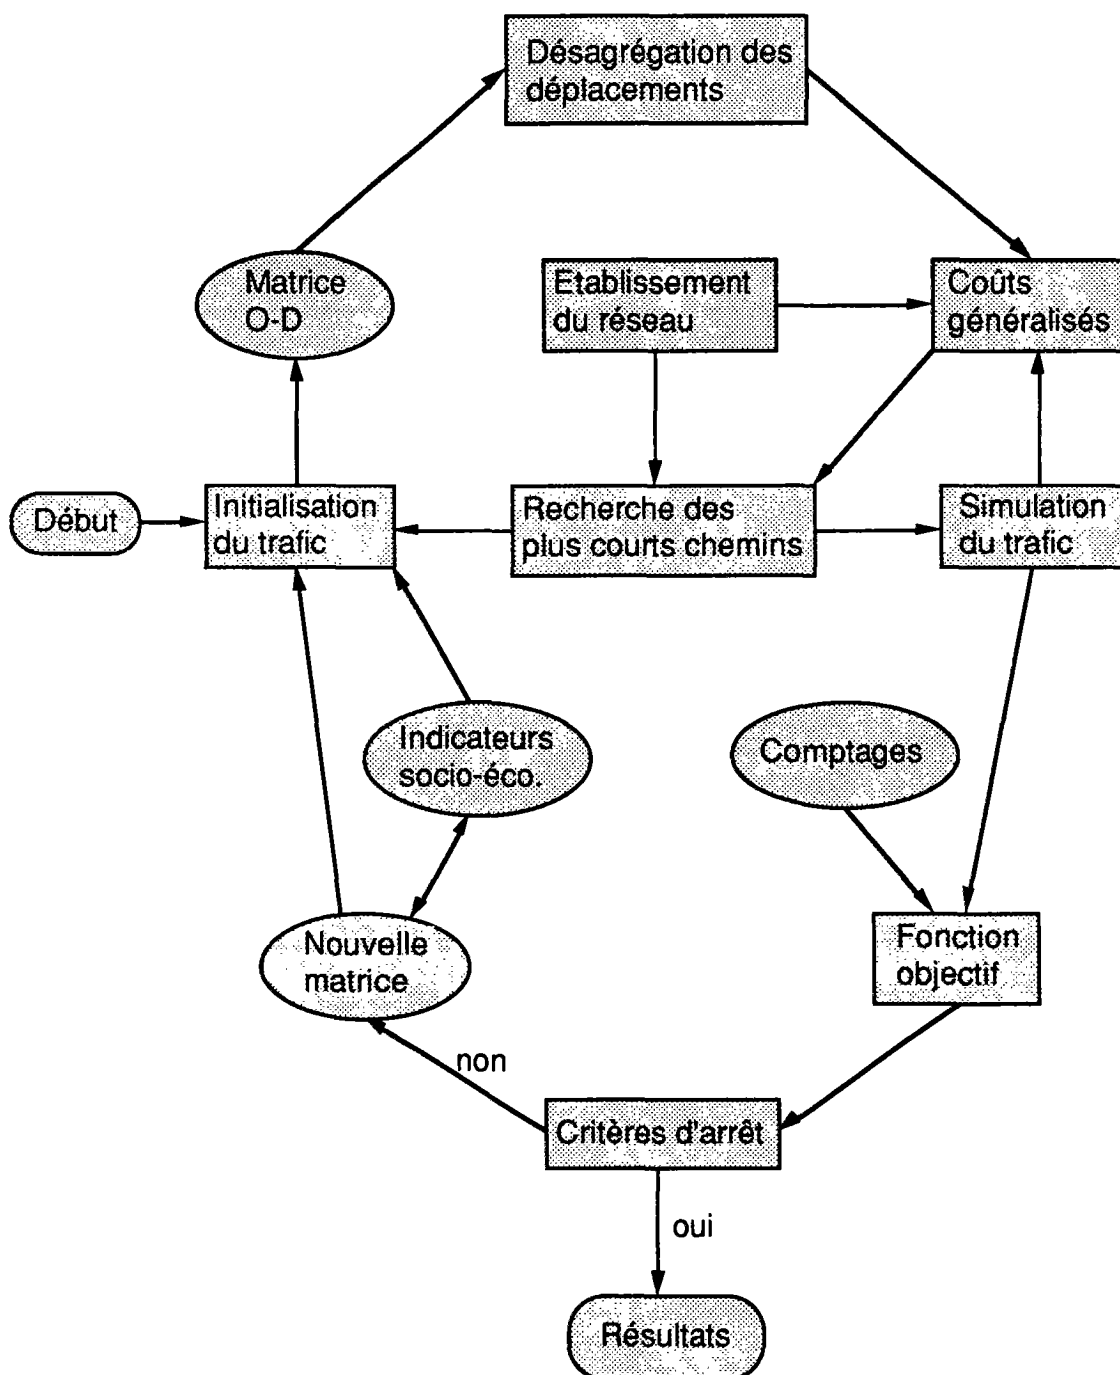 Désagrégation des
déplacements
Matrice
O-D
Etablissement
du réseau
Coûts
généralisés
Début
Initialisation
du trafic
Recherche des
plus courts chemins
Simulation
du trafic
Indicateurs
socio-éco.
Comptages
Nouvelle
matrice
Fonction
objectif
non
Critères d'arrêt
oui
Résultats